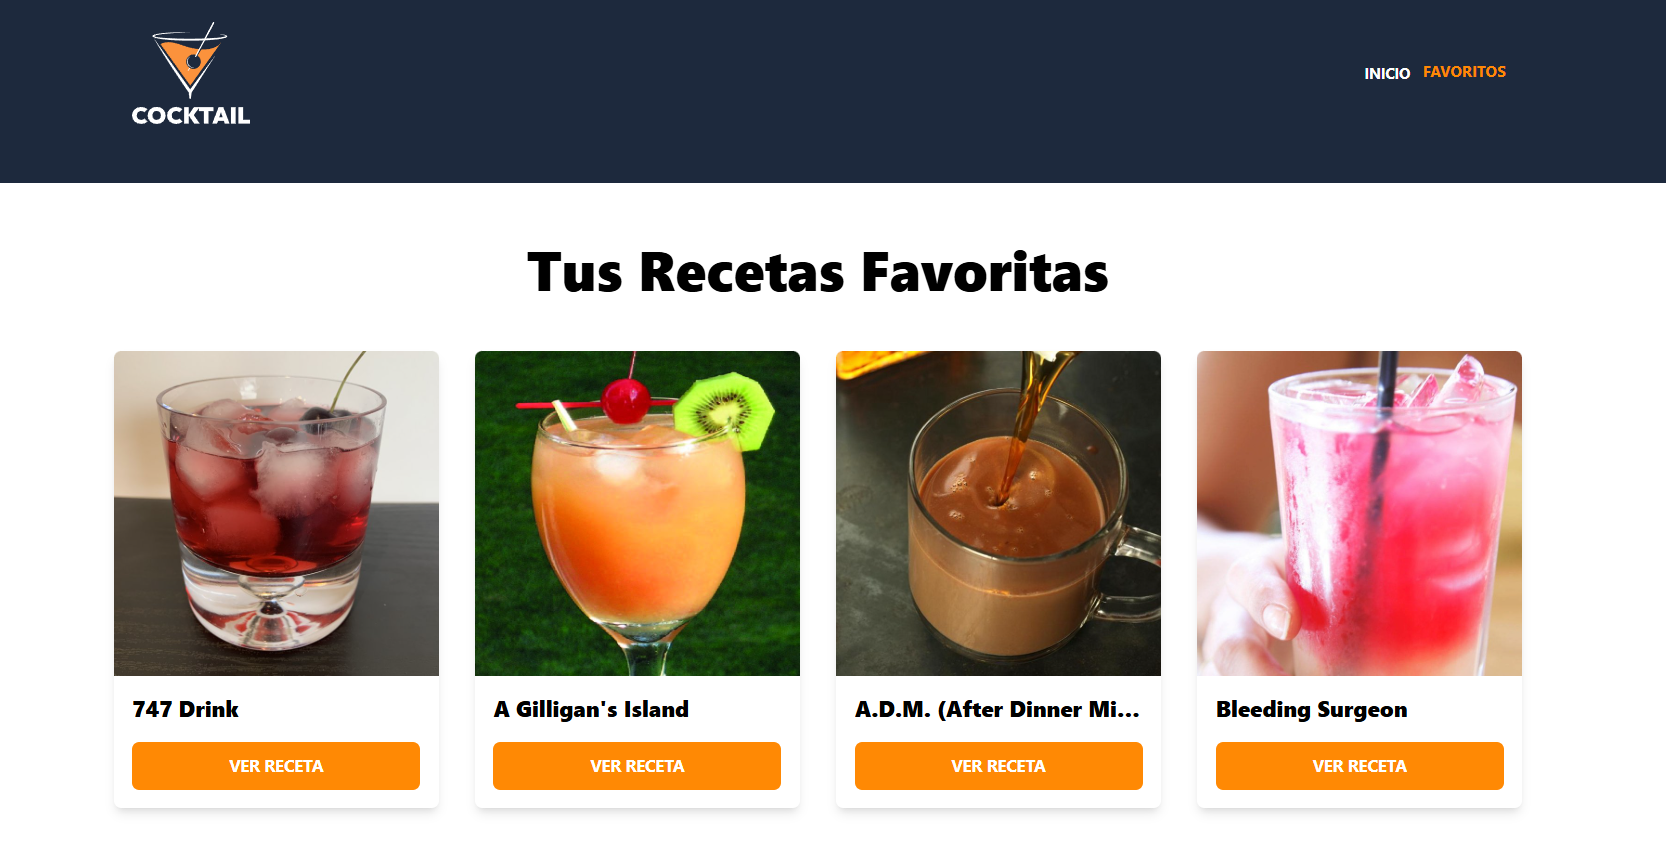 COCKTAIL
INICIO FAVORITOS
Tus Recetas Favoritas
747 Drink
VER RECETA
A Gilligan's Island
VER RECETA
A.D.M. (After Dinner Mi...
VER RECETA
Bleeding Surgeon
VER RECETA